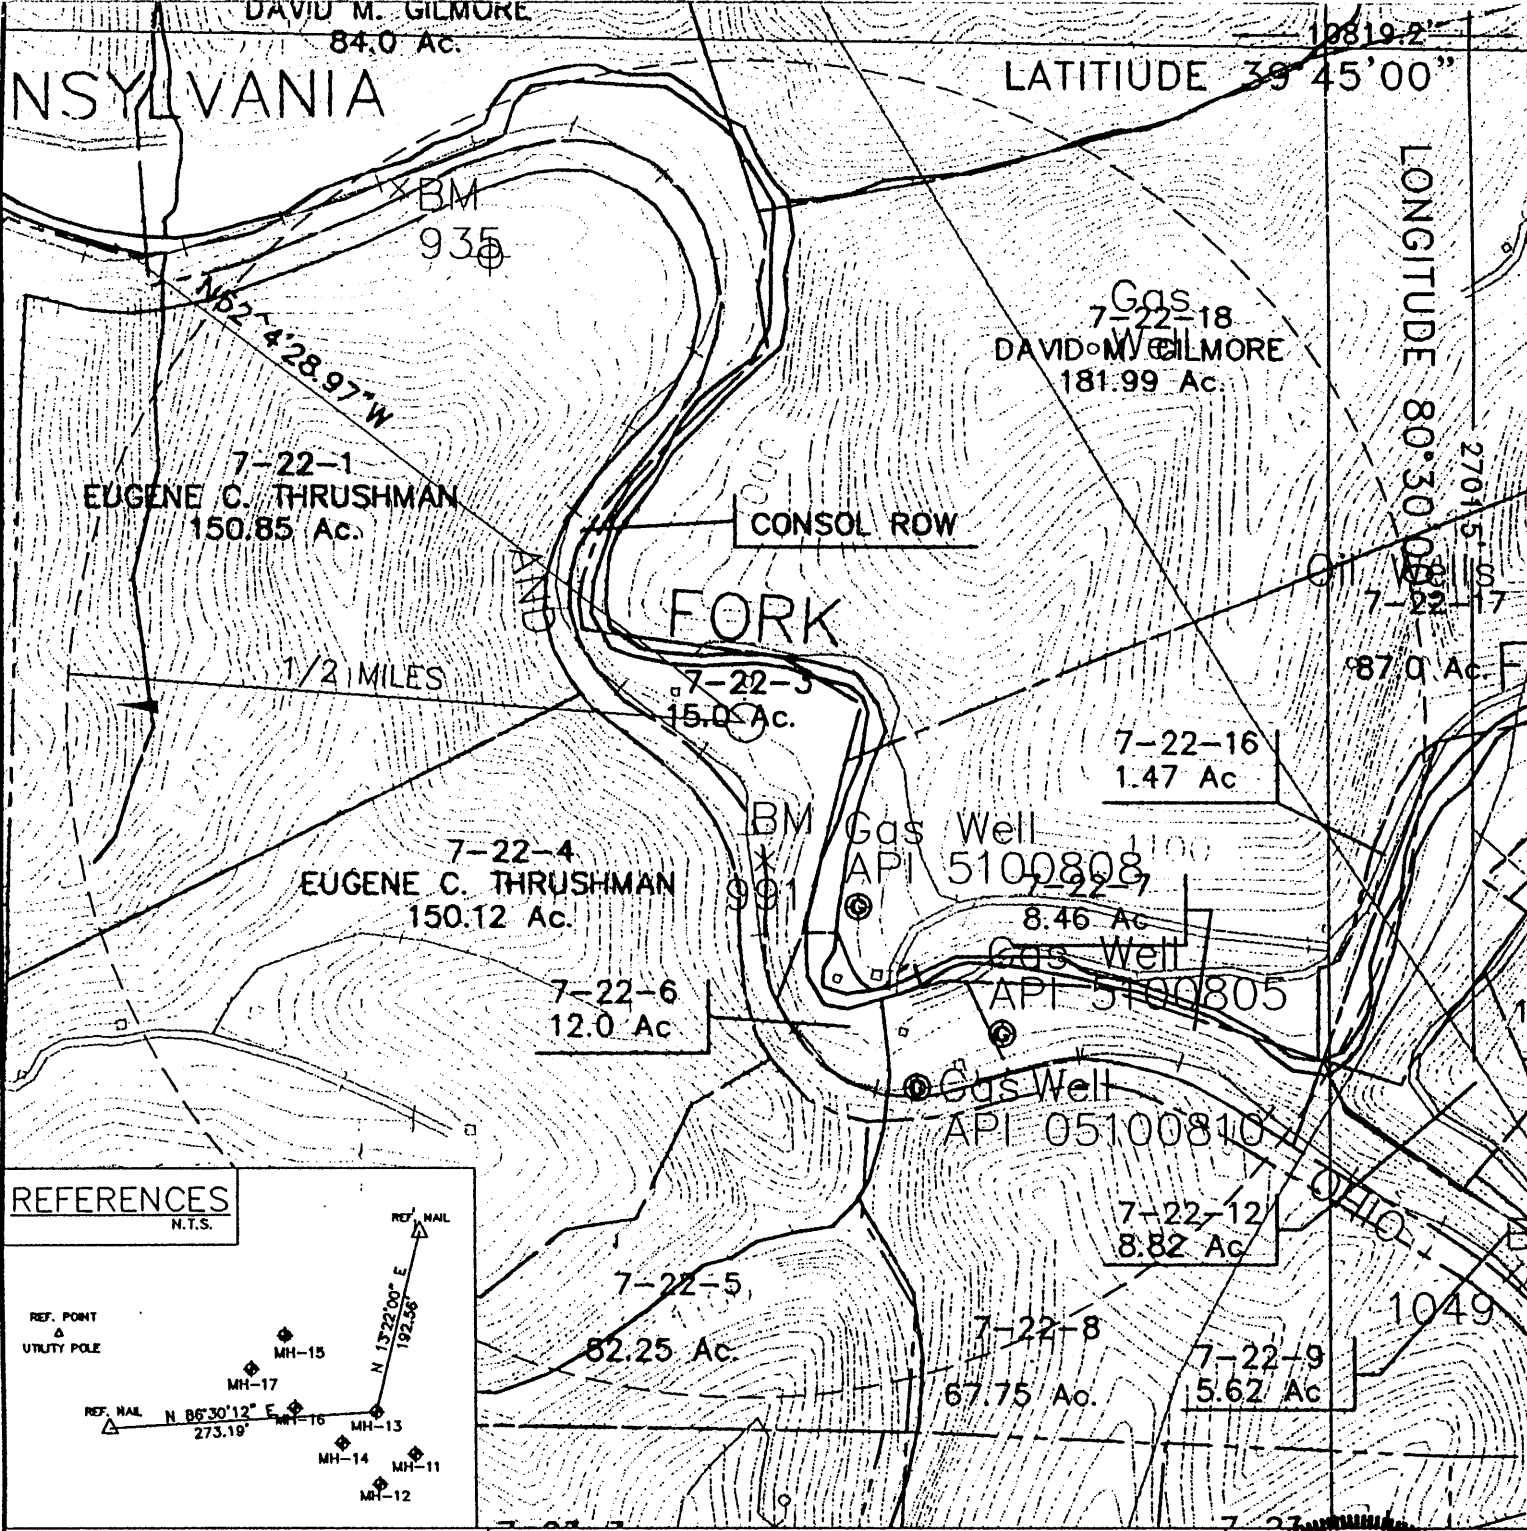 DAVID M. GILMORE
84.0 Ac.
10819.2'
NSYLVANIA
LATITIUDE 39°45'00"
LONGITUDE 80°30'00"
27015'
BM
935
N62~4'28.97"W
Gas
Well
7-22-18
DAVID M. GILMORE
181.99 Ac.
7-22-1
EUGENE C. THRUSHMAN
150.85 Ac.
CONSOL ROW
AND
FORK
Oil Wells
7-22-17
87.0 Ac.
F
1/2 MILES
7-22-3
15.0 Ac.
7-22-16
1.47 Ac
BM
991
Gas Well
API 5100808
1100
7-22-7
8.46 Ac
7-22-4
EUGENE C. THRUSHMAN
150.12 Ac.
Gas Well
API 5100805
7-22-6
12.0 Ac
Gas Well
API 05100810
OHIO
7-22-12
8.82 Ac
1049
7-22-5
52.25 Ac.
7-22-8
67.75 Ac.
7-22-9
5.62 Ac
REFERENCES
N.T.S.
REF. NAIL
N 13°22'00" E
192.56'
REF. POINT
UTILITY POLE
MH-15
MH-17
REF. NAIL
N 86°30'12" E
273.19'
MH-16
MH-13
MH-14
MH-11
MH-12